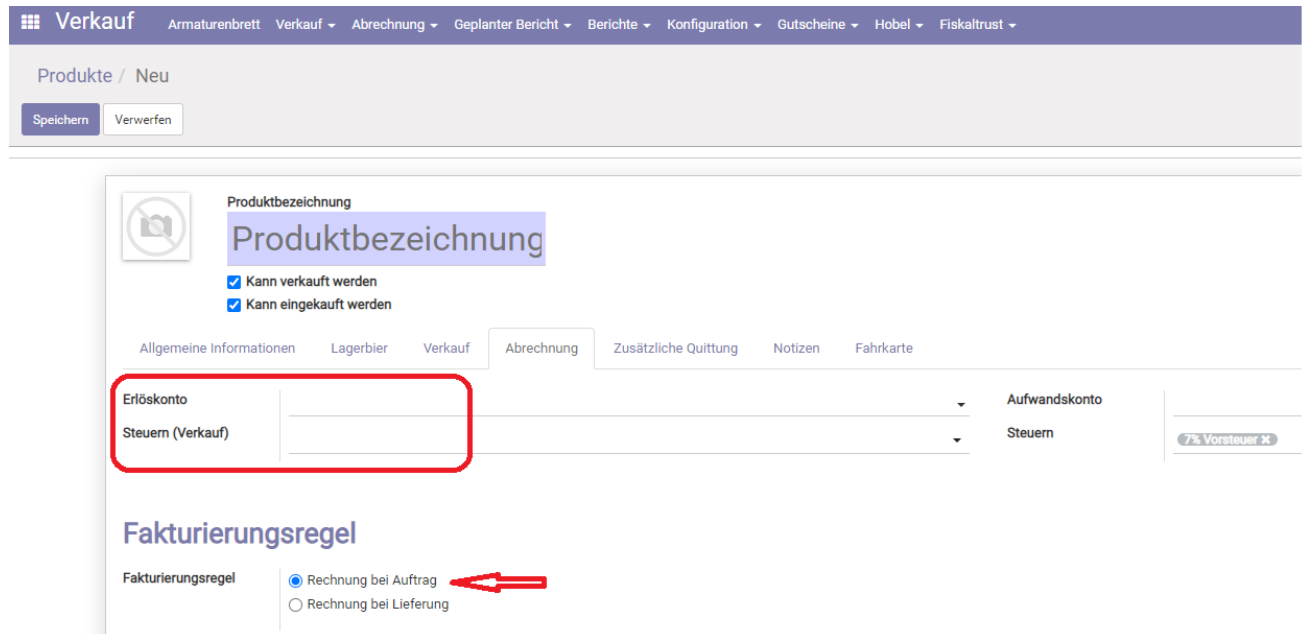 Verkauf Armaturenbrett Verkauf Abrechnung Geplanter Bericht Berichte Konfiguration Gutscheine Hobel Fiskaltrust
Produkte / Neu
Speichern Verwerfen
Produktbezeichnung
Produktbezeichnung
Kann verkauft werden
Kann eingekauft werden
Allgemeine Informationen Lagerbier Verkauf Abrechnung Zusätzliche Quittung Notizen Fahrkarte
Erlöskonto Aufwandskonto
Steuern (Verkauf) Steuern 7% Vorsteuer ×
Fakturierungsregel
Fakturierungsregel Rechnung bei Auftrag
Rechnung bei Lieferung